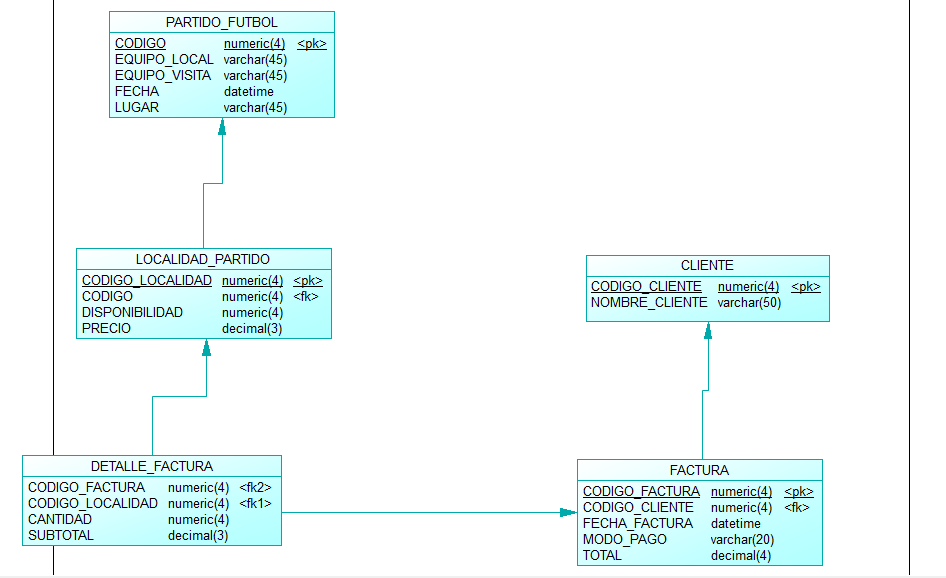 PARTIDO_FUTBOL
CODIGO numeric(4) <pk>
EQUIPO_LOCAL varchar(45)
EQUIPO_VISITA varchar(45)
FECHA datetime
LUGAR varchar(45)
LOCALIDAD_PARTIDO
CODIGO_LOCALIDAD numeric(4) <pk>
CODIGO numeric(4) <fk>
DISPONIBILIDAD numeric(4)
PRECIO decimal(3)
CLIENTE
CODIGO_CLIENTE numeric(4) <pk>
NOMBRE_CLIENTE varchar(50)
DETALLE_FACTURA
CODIGO_FACTURA numeric(4) <fk2>
CODIGO_LOCALIDAD numeric(4) <fk1>
CANTIDAD numeric(4)
SUBTOTAL decimal(3)
FACTURA
CODIGO_FACTURA numeric(4) <pk>
CODIGO_CLIENTE numeric(4) <fk>
FECHA_FACTURA datetime
MODO_PAGO varchar(20)
TOTAL decimal(4)